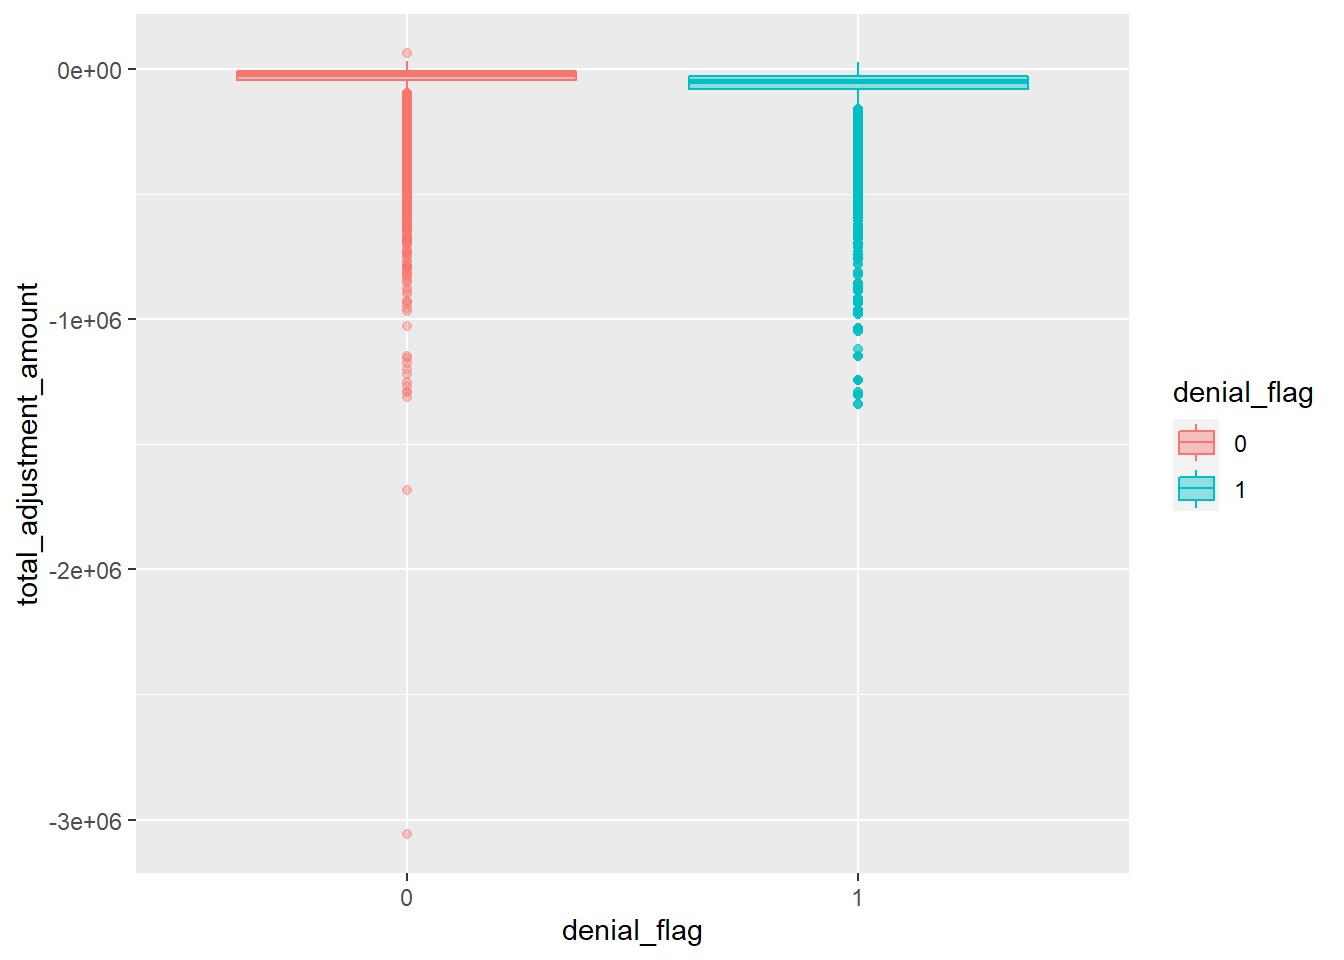 total_adjustment_amount
0e+00
-1e+06
-2e+06
-3e+06
0
1
denial_flag
denial_flag
0
1